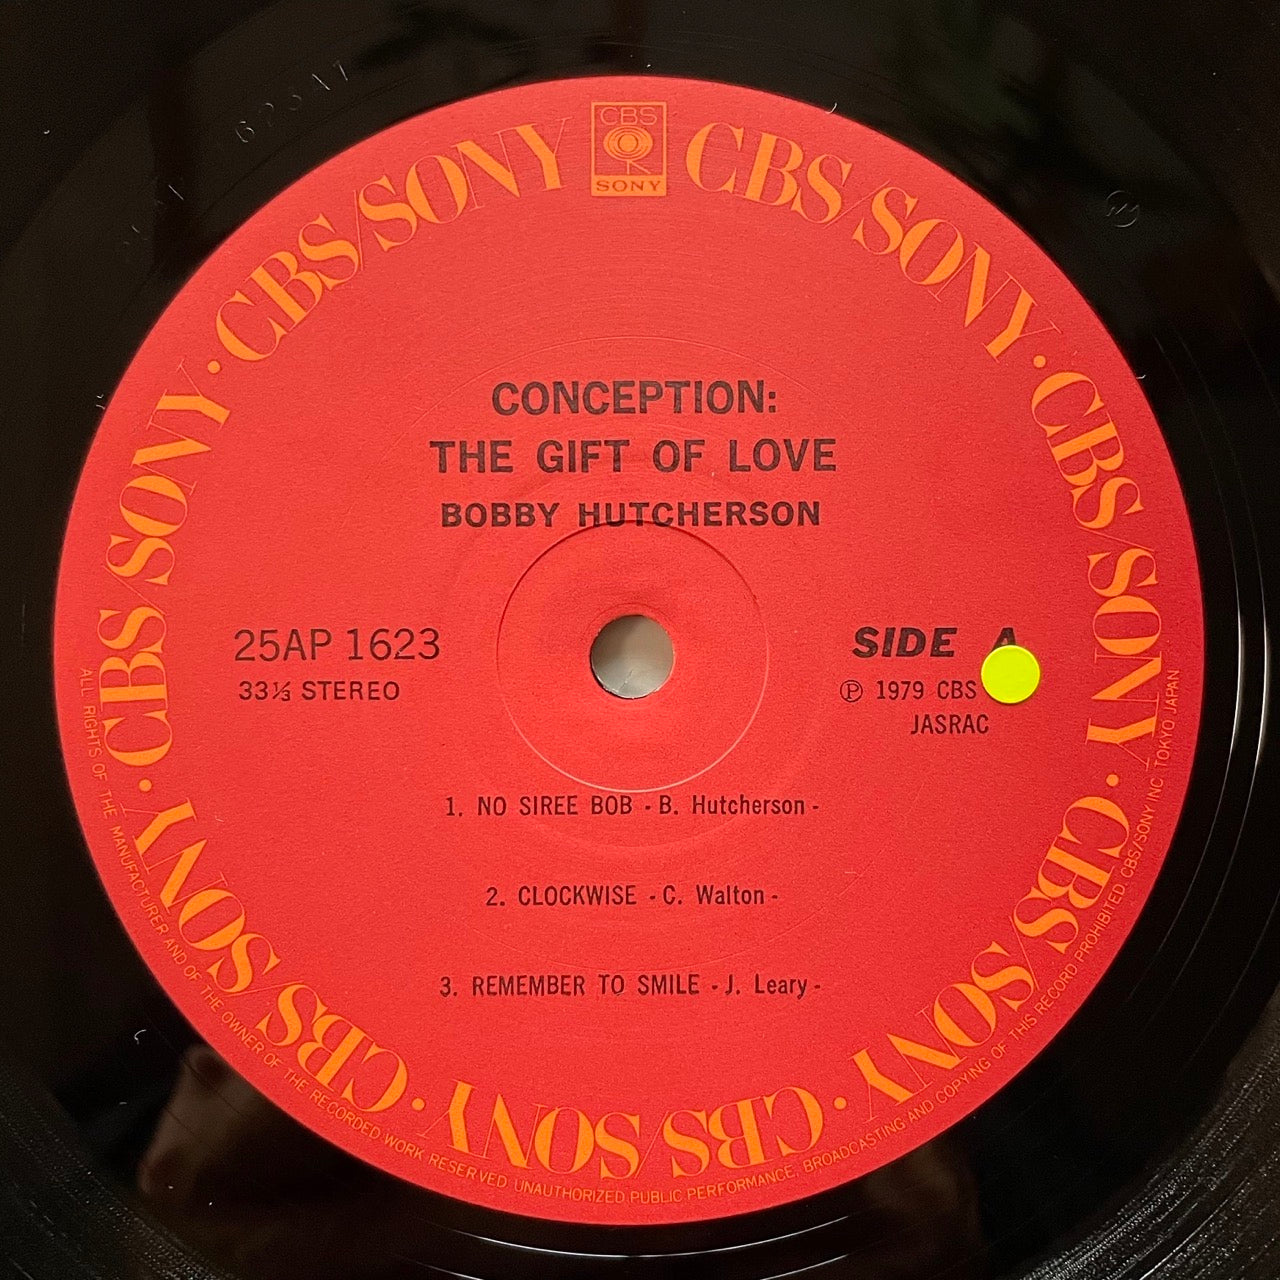 CBS
SONY
CBS/SONY · CBS/SONY · CBS/SONY · CBS/SONY · CBS/SONY · CBS/SONY · CBS/SONY · CBS/SONY
CONCEPTION:
THE GIFT OF LOVE
BOBBY HUTCHERSON
25AP 1623
33⅓ STEREO
SIDE A
Ⓟ 1979 CBS
JASRAC
1. NO SIREE BOB - B. Hutcherson -
2. CLOCKWISE - C. Walton -
3. REMEMBER TO SMILE - J. Leary -
ALL RIGHTS OF THE MANUFACTURER AND OF THE OWNER OF THE RECORDED WORK RESERVED. UNAUTHORIZED PUBLIC PERFORMANCE, BROADCASTING AND COPYING OF THIS RECORD PROHIBITED. CBS/SONY INC. TOKYO JAPAN